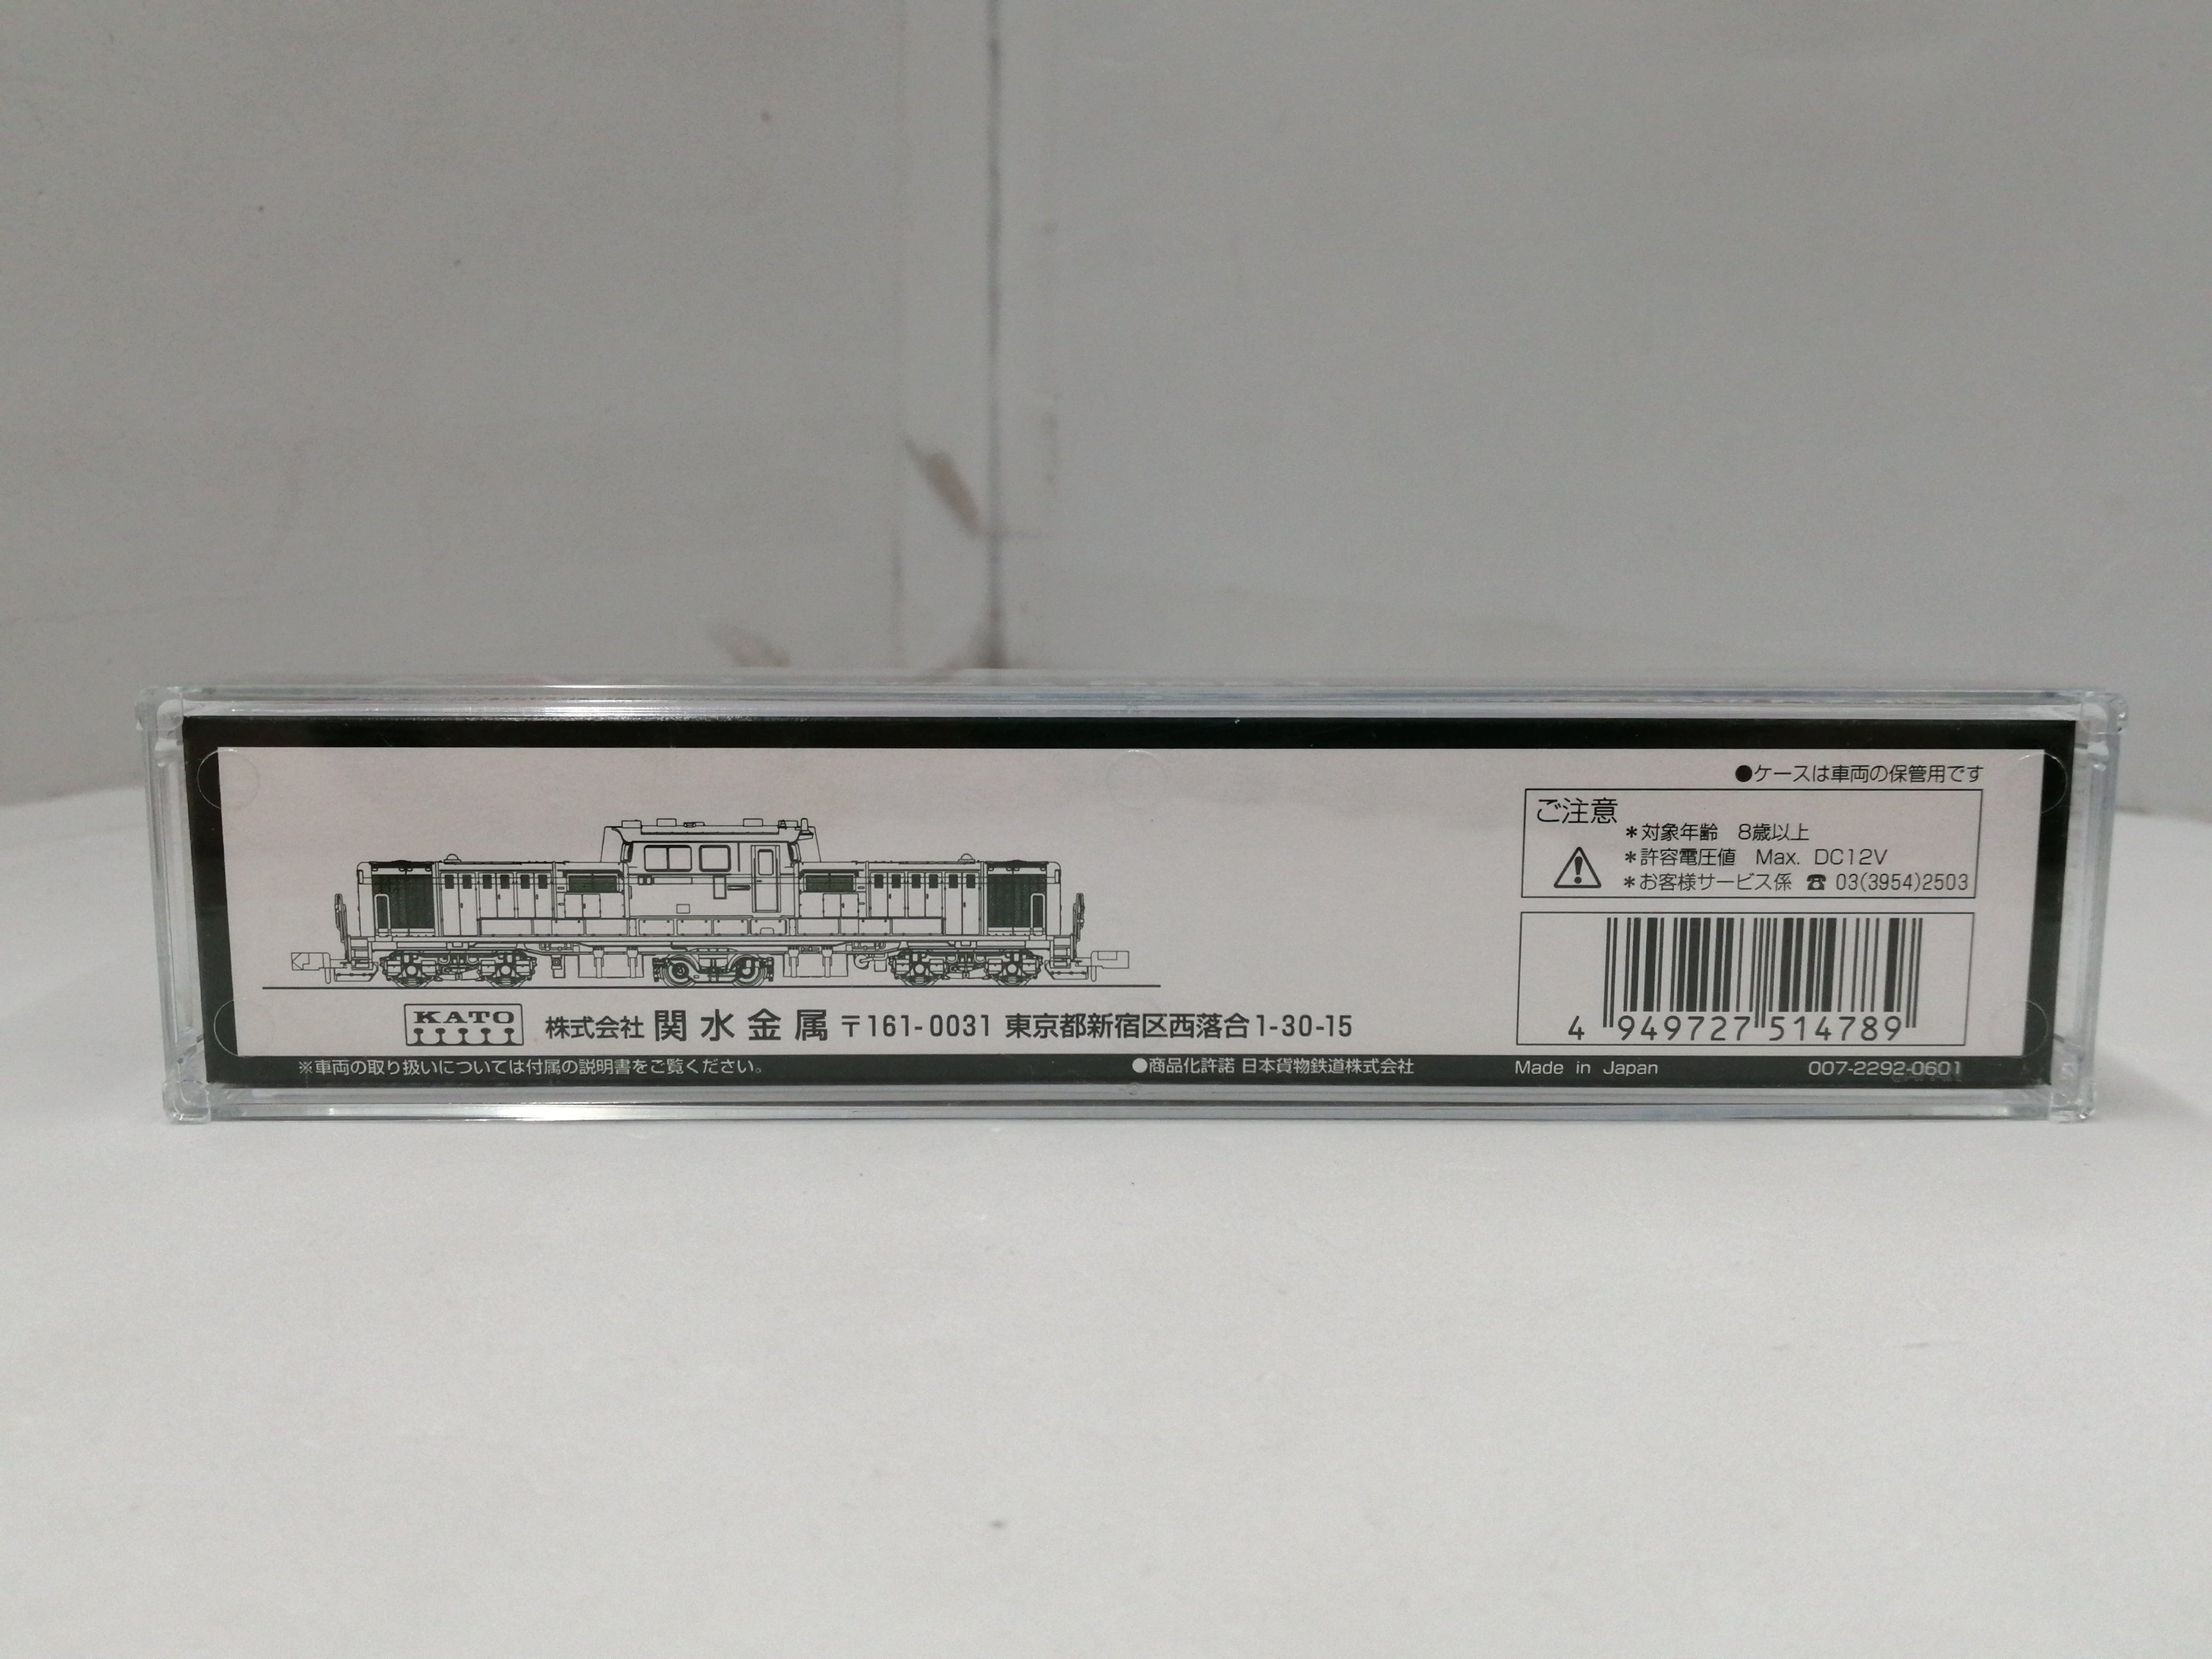 ●ケースは車両の保管用です
ご注意
＊対象年齢　8歳以上
＊許容電圧値　Max. DC12V
＊お客様サービス係 ☎ 03(3954)2503
4 949727 514789
KATO 株式会社 関水金属 〒161-0031 東京都新宿区西落合1-30-15
※車両の取り扱いについては付属の説明書をご覧ください。 ●商品化許諾 日本貨物鉄道株式会社 Made in Japan 007-2292-0601